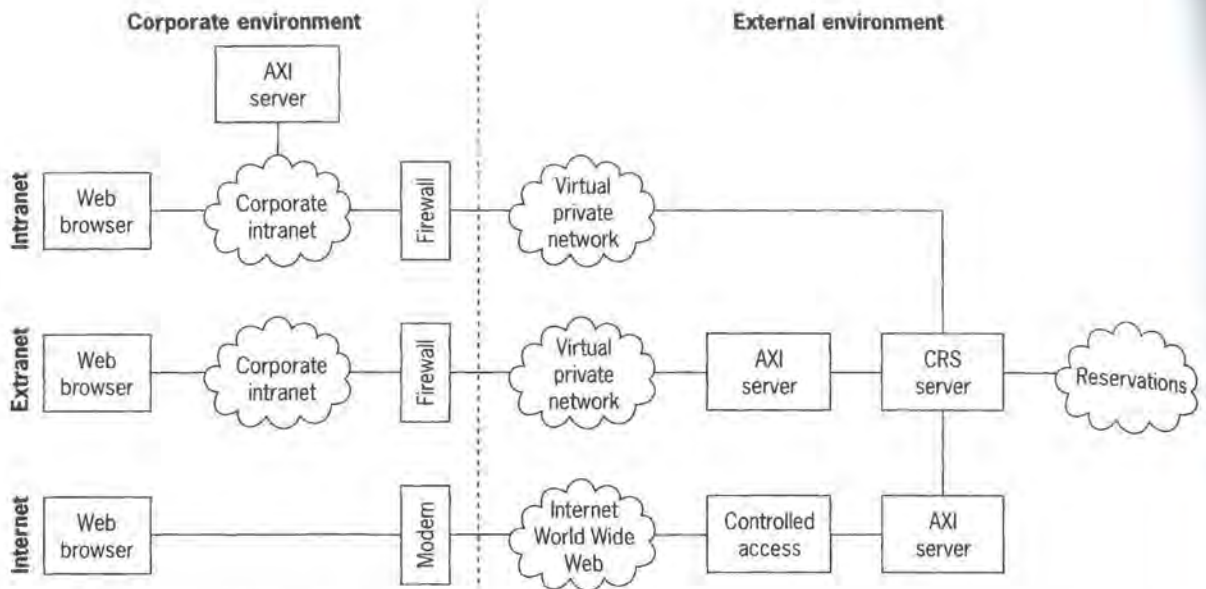 Corporate environment
External environment
AXI
server
Intranet
Web
browser
Corporate
intranet
Firewall
Virtual
private
network
Extranet
Web
browser
Corporate
intranet
Firewall
Virtual
private
network
AXI
server
CRS
server
Reservations
Internet
Web
browser
Modern
Internet
World Wide
Web
Controlled
access
AXI
server